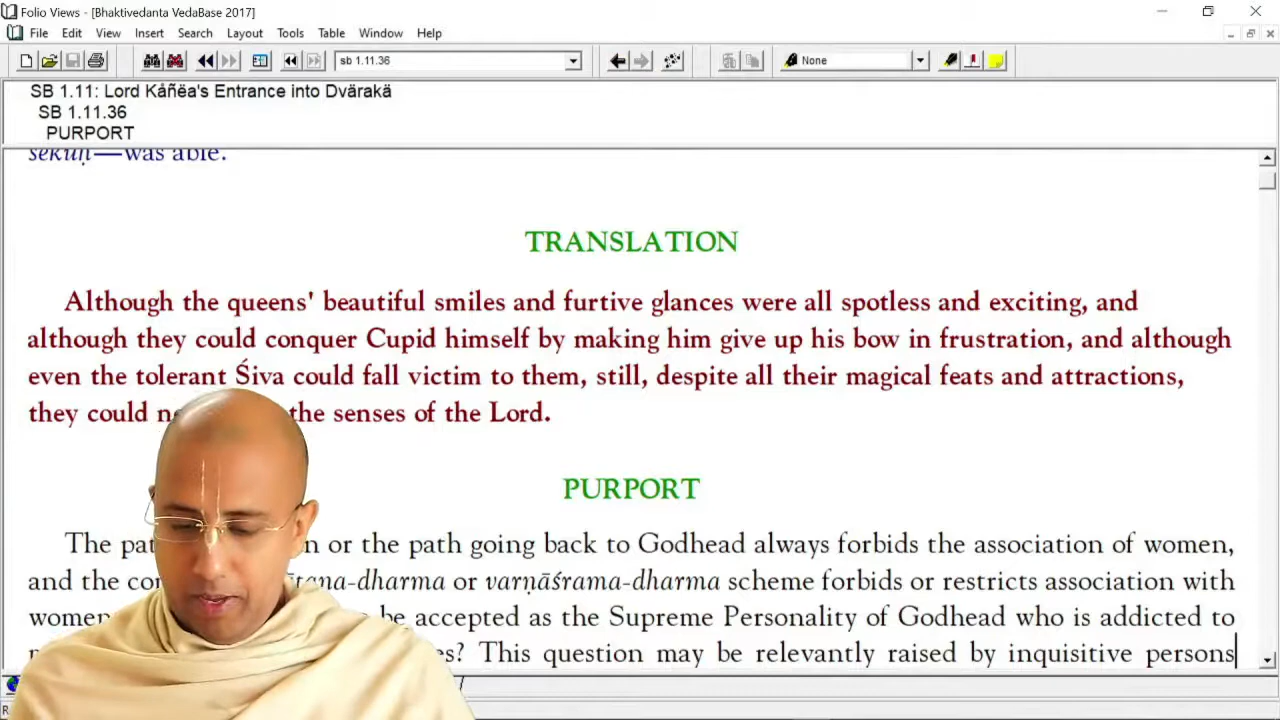 Folio Views - [Bhaktivedanta VedaBase 2017]
File Edit View Insert Search Layout Tools Table Window Help
sb 1.11.36
None
SB 1.11: Lord Kåñëa's Entrance into Dvärakä
SB 1.11.36
PURPORT
śekuḥ—was able.
TRANSLATION
Although the queens' beautiful smiles and furtive glances were all spotless and exciting, and
although they could conquer Cupid himself by making him give up his bow in frustration, and although
even the tolerant Śiva could fall victim to them, still, despite all their magical feats and attractions,
they could the senses of the Lord.
PURPORT
The or the path going back to Godhead always forbids the association of women,
and the -dharma or varṇāśrama-dharma scheme forbids or restricts association with
women be accepted as the Supreme Personality of Godhead who is addicted to
This question may be relevantly raised by inquisitive persons